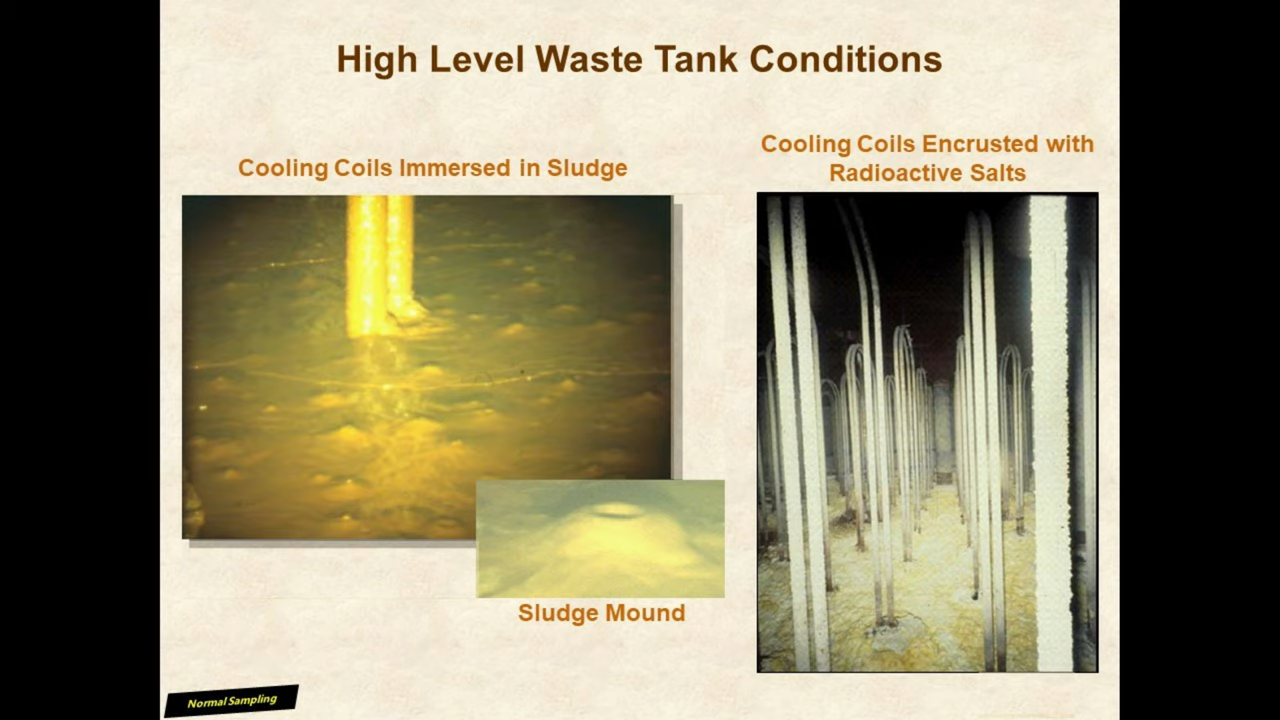 High Level Waste Tank Conditions
Cooling Coils Immersed in Sludge
Cooling Coils Encrusted with
Radioactive Salts
Sludge Mound
Normal Sampling